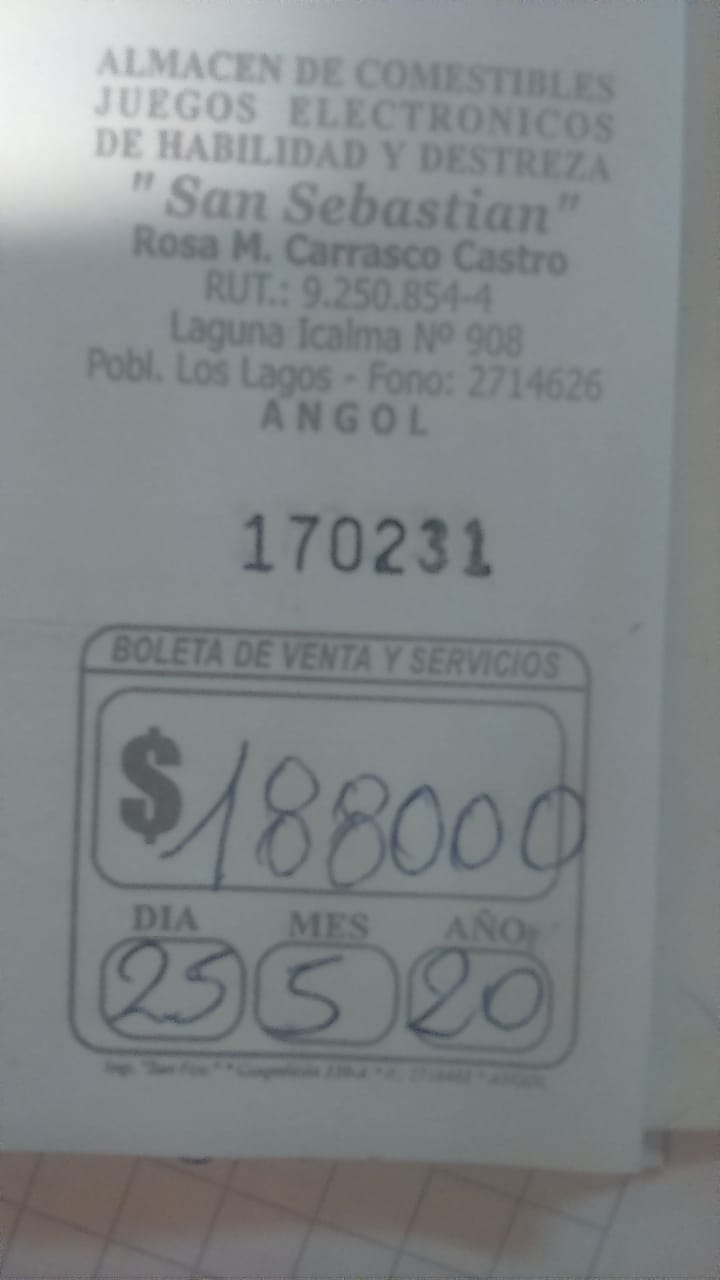 ALMACEN DE COMESTIBLES
JUEGOS ELECTRONICOS
DE HABILIDAD Y DESTREZA
"San Sebastian"
Rosa M. Carrasco Castro
RUT.: 9.250.854-4
Laguna Icalma Nº 908
Pobl. Los Lagos - Fono: 2714626
ANGOL
170231
BOLETA DE VENTA Y SERVICIOS
$188000
DIA MES AÑO
25 5 20
Imp.